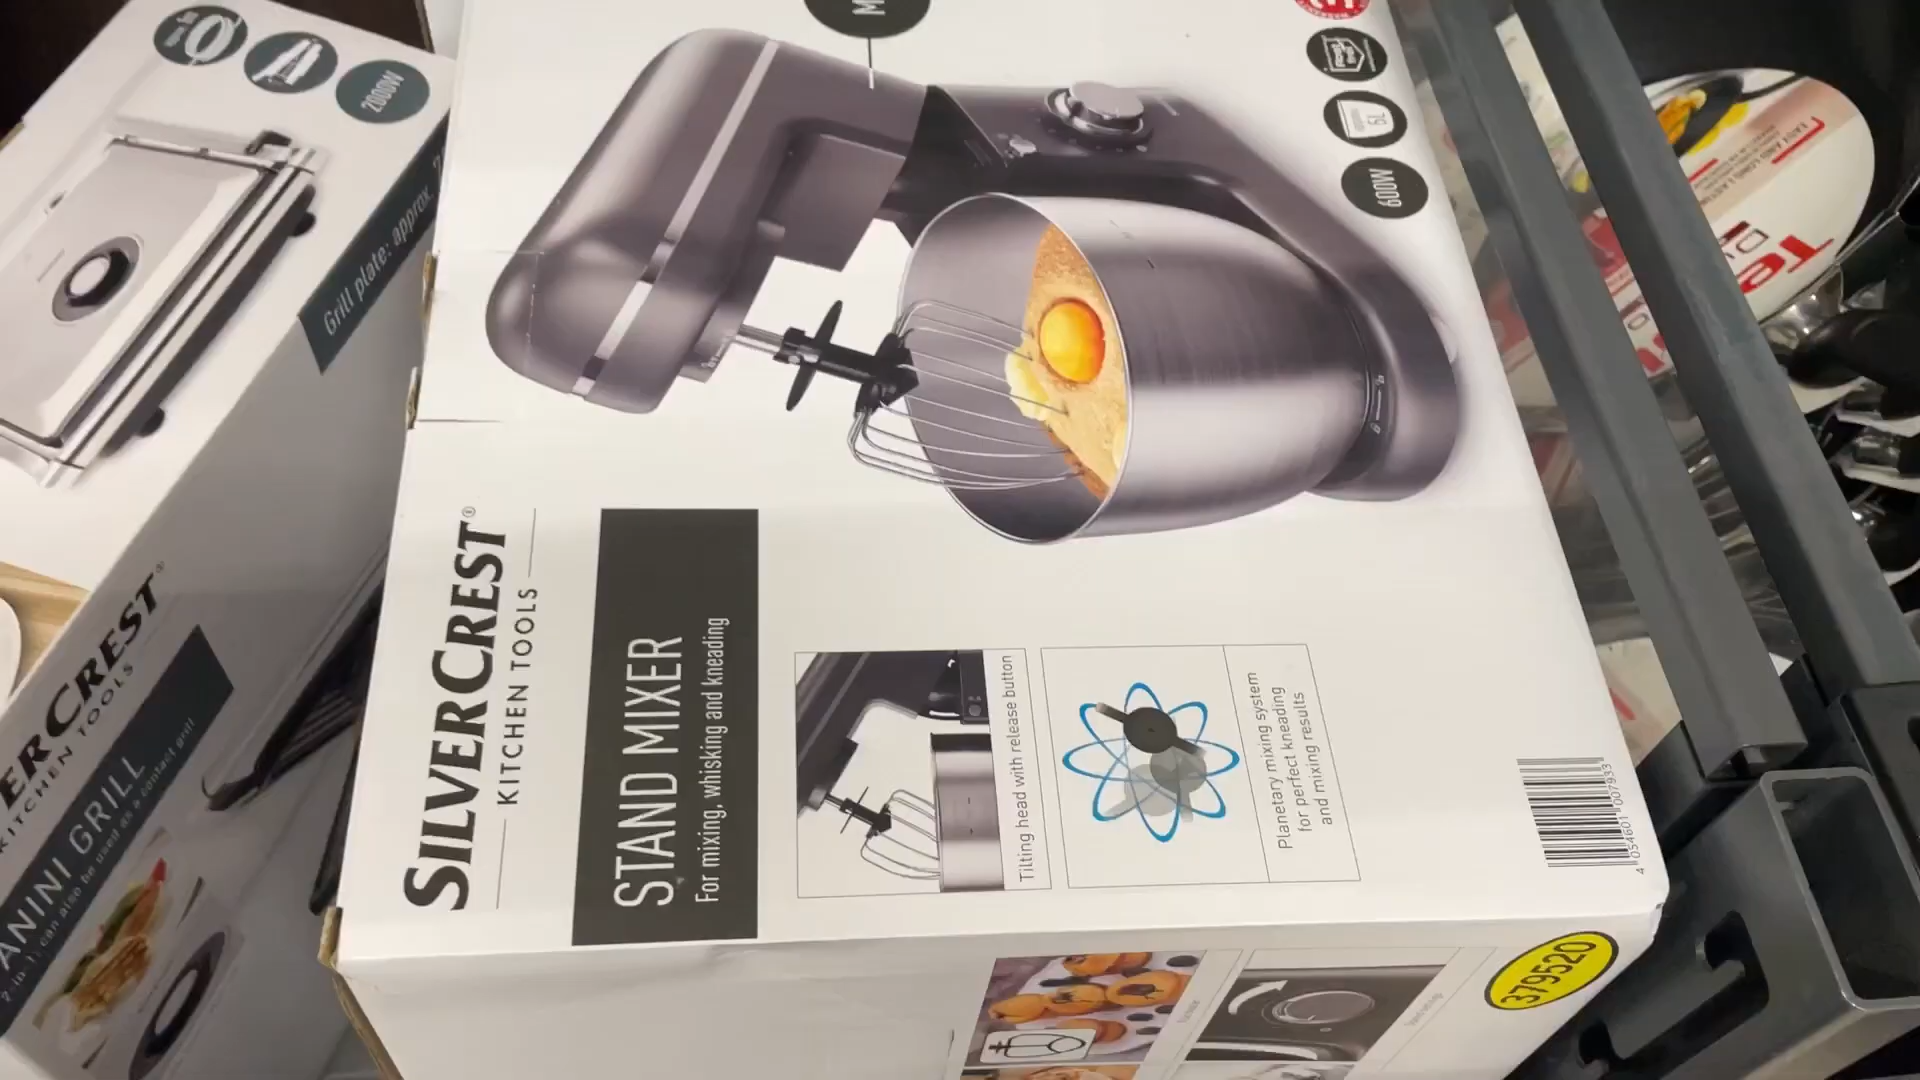 SILVERCREST®
KITCHEN TOOLS
STAND MIXER
For mixing, whisking and kneading
Tilting head with release button
Planetary mixing system
for perfect kneading
and mixing results
600W
5L
4 054601 007933
379520
2000W
Grill plate: approx.
ERCREST®
KITCHEN TOOLS
ANINI GRILL
2-in-1: can also be used as a contact grill